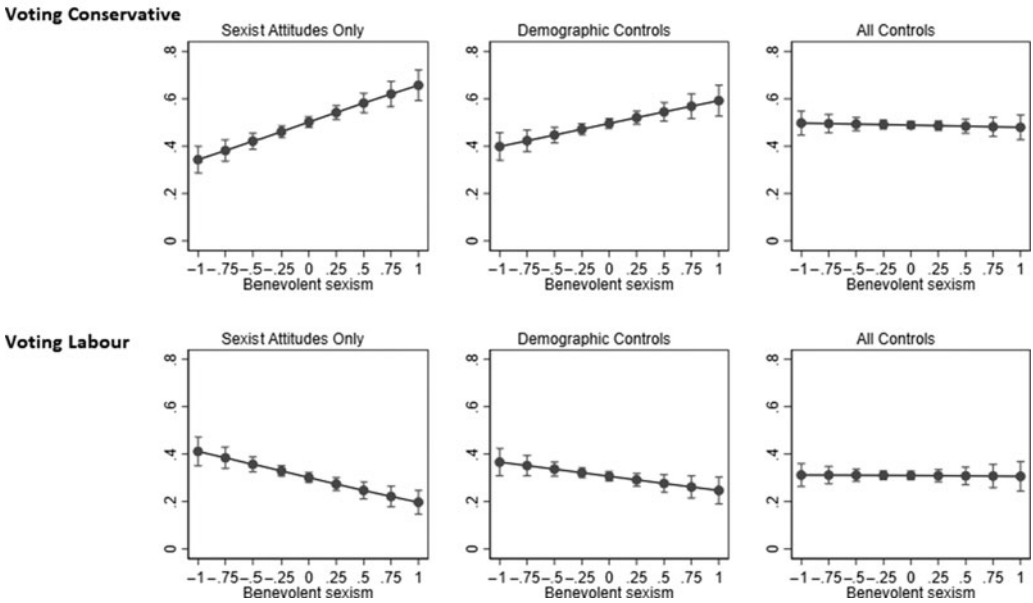 Voting Conservative
Sexist Attitudes Only Demographic Controls All Controls
.8 .8 .8
.6 .6 .6
.4 .4 .4
.2 .2 .2
0 0 0
−1 −.75 −.5 −.25 0 .25 .5 .75 1 −1 −.75 −.5 −.25 0 .25 .5 .75 1 −1 −.75 −.5 −.25 0 .25 .5 .75 1
Benevolent sexism Benevolent sexism Benevolent sexism
Voting Labour
Sexist Attitudes Only Demographic Controls All Controls
.8 .8 .8
.6 .6 .6
.4 .4 .4
.2 .2 .2
0 0 0
−1 −.75 −.5 −.25 0 .25 .5 .75 1 −1 −.75 −.5 −.25 0 .25 .5 .75 1 −1 −.75 −.5 −.25 0 .25 .5 .75 1
Benevolent sexism Benevolent sexism Benevolent sexism